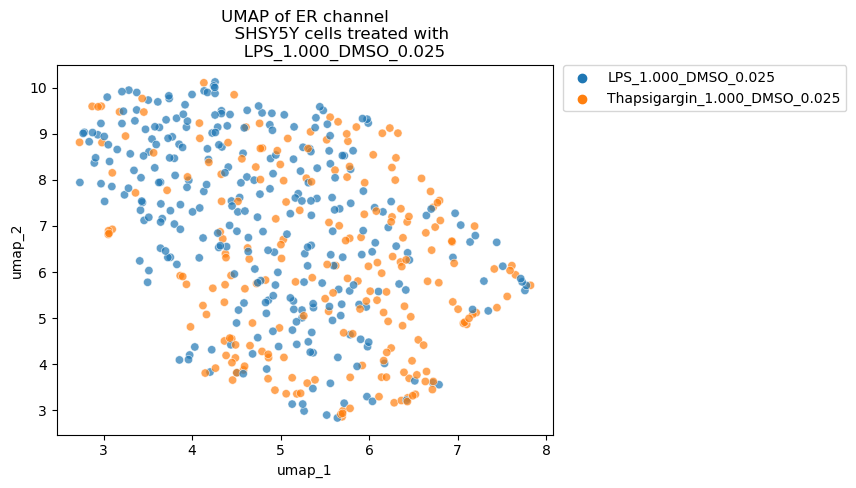 UMAP of ER channel
SHSY5Y cells treated with
LPS_1.000_DMSO_0.025
LPS_1.000_DMSO_0.025
Thapsigargin_1.000_DMSO_0.025
10
9
8
7
6
5
4
3
umap_2
3
4
5
6
7
8
umap_1